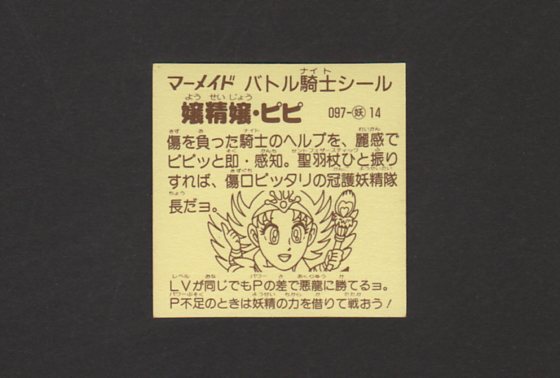 マーメイド バトル騎士シール
嬢精嬢・ピピ 097-妖14
傷を負った騎士のヘルプを、麗感で
ピピッと即・感知。聖羽杖ひと振り
すれば、傷口ピッタリの冠護妖精隊
長だョ。
LVが同じでもPの差で悪龍に勝てるョ。
P不足のときは妖精の力を借りて戦おう！